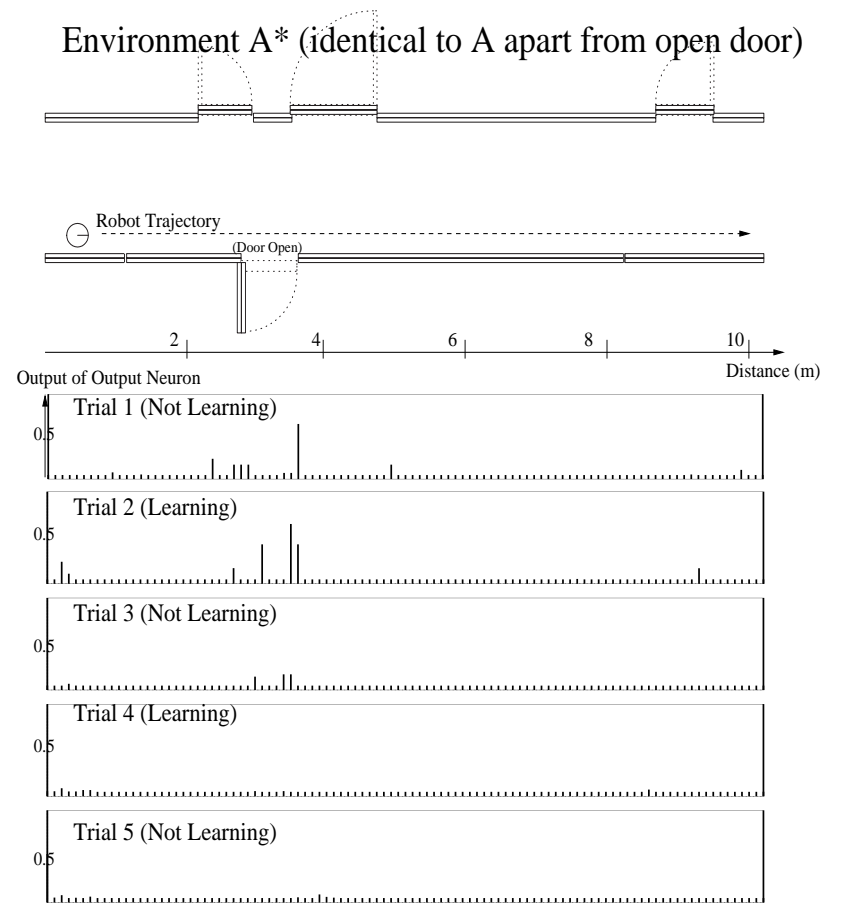 Environment A* (identical to A apart from open door)
Robot Trajectory
(Door Open)
2 4 6 8 10
Distance (m)
Output of Output Neuron
Trial 1 (Not Learning)
0.5
Trial 2 (Learning)
0.5
Trial 3 (Not Learning)
0.5
Trial 4 (Learning)
0.5
Trial 5 (Not Learning)
0.5